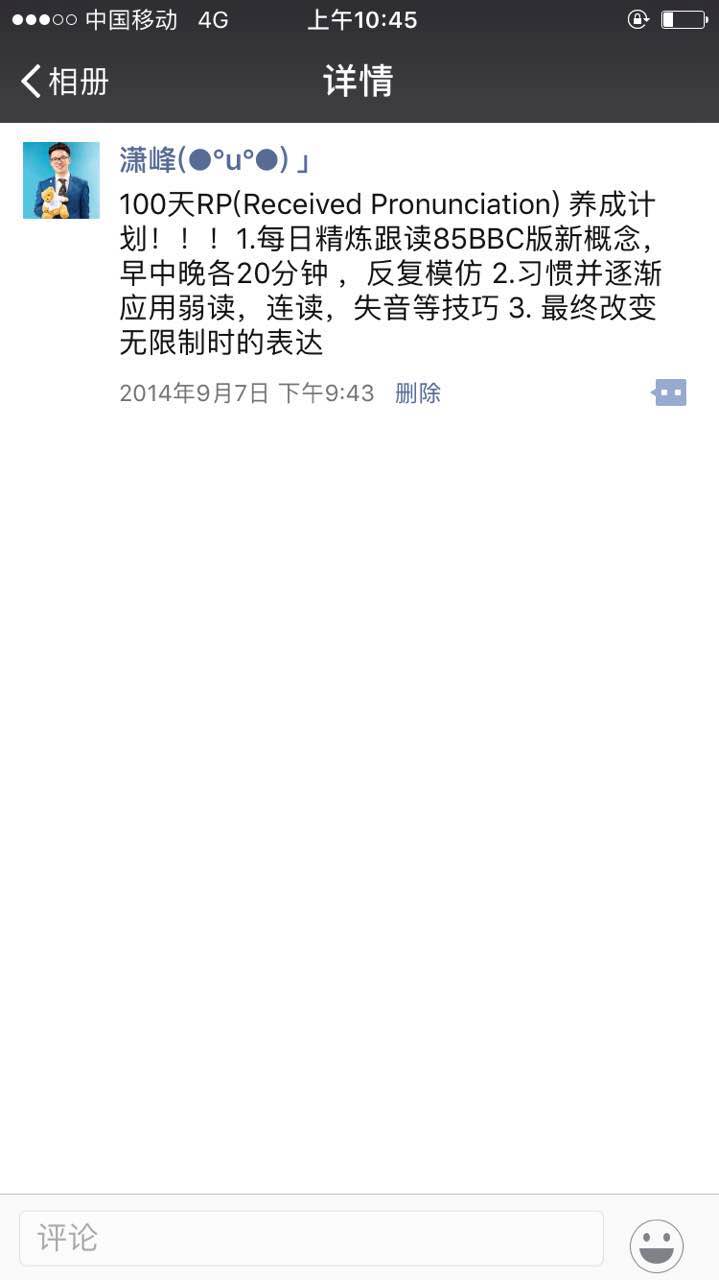 中国移动 4G 上午10:45
相册 详情
潇峰(●°u°●)」
100天RP(Received Pronunciation) 养成计
划！！！1.每日精炼跟读85BBC版新概念，
早中晚各20分钟 ，反复模仿 2.习惯并逐渐
应用弱读，连读，失音等技巧 3. 最终改变
无限制时的表达
2014年9月7日 下午9:43 删除
评论